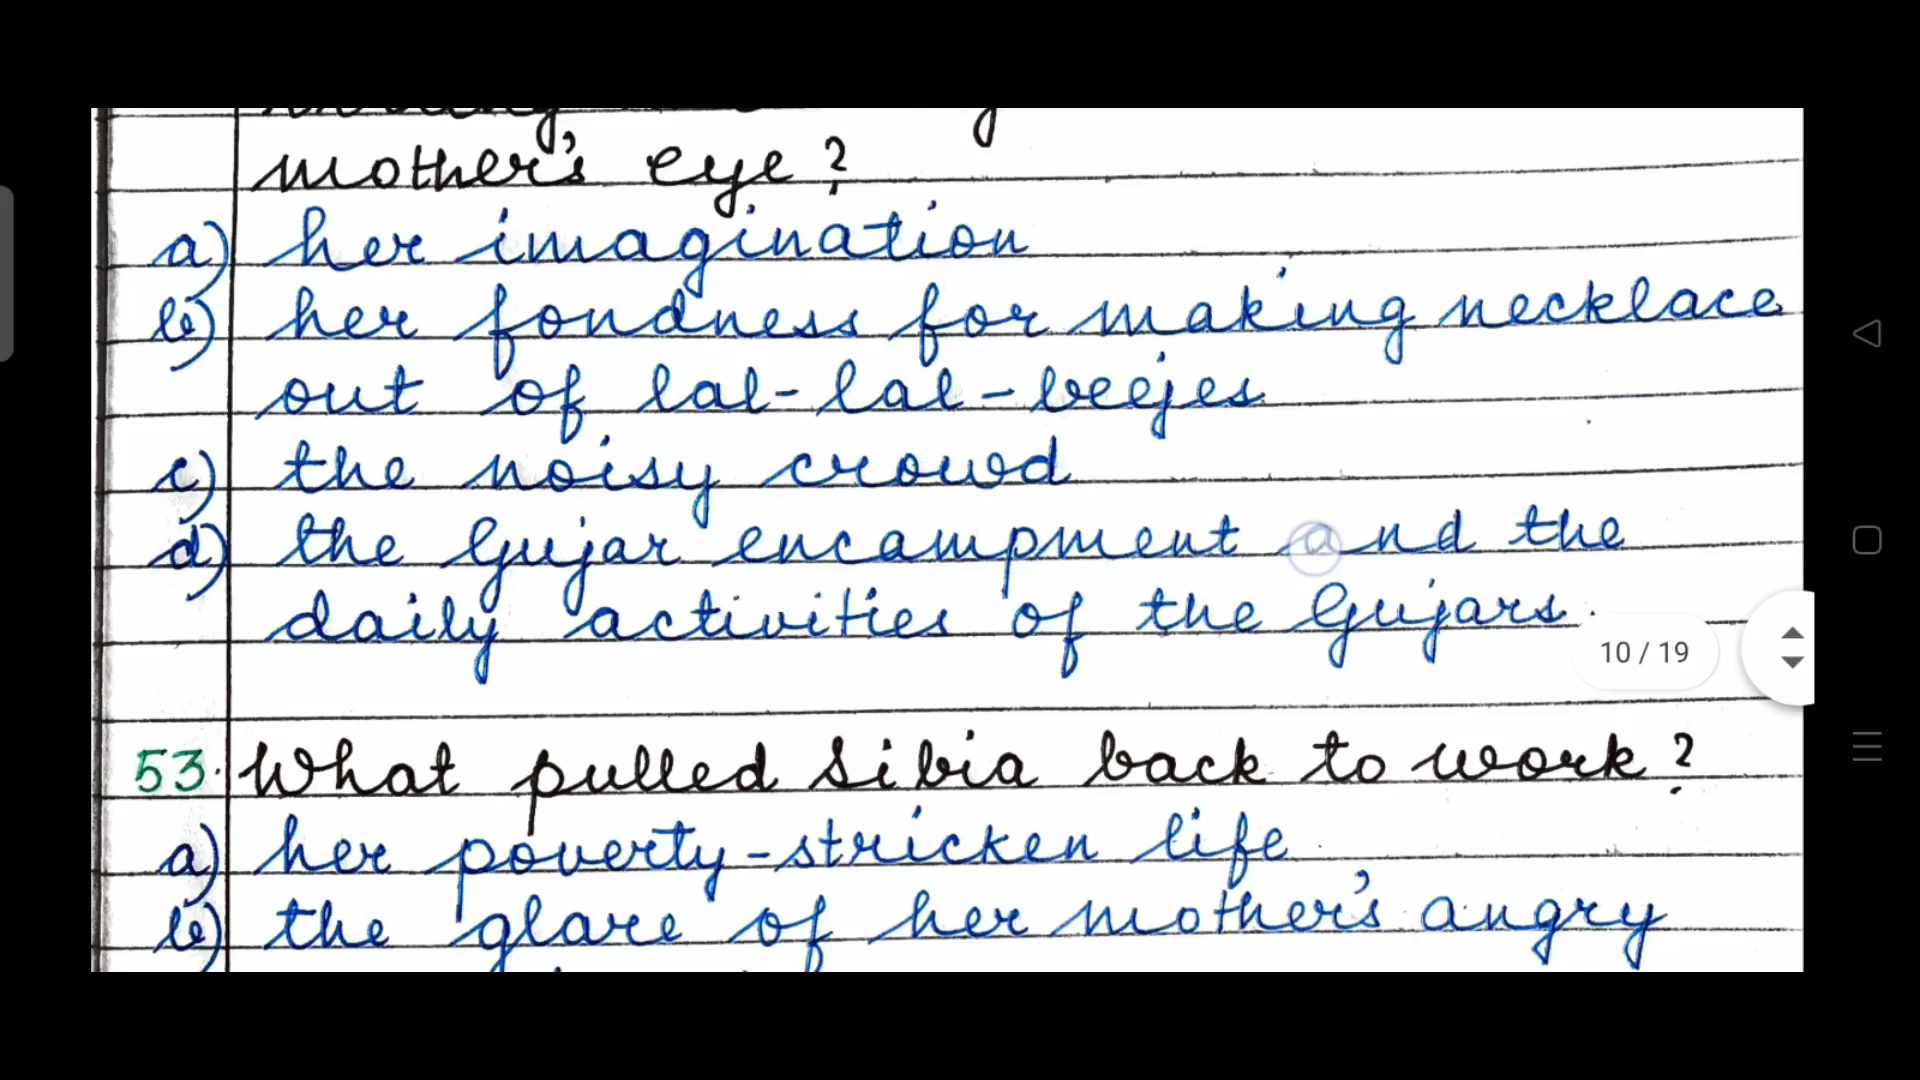 mother's eye?
a) her imagination
b) her fondness for making necklace
out of lal-lal-beejes
c) the noisy crowd
d) the Gujar encampment and the
daily activities of the Gujars.
10 / 19
53. What pulled Sibia back to work?
a) her poverty-stricken life
b) the glare of her mother's angry